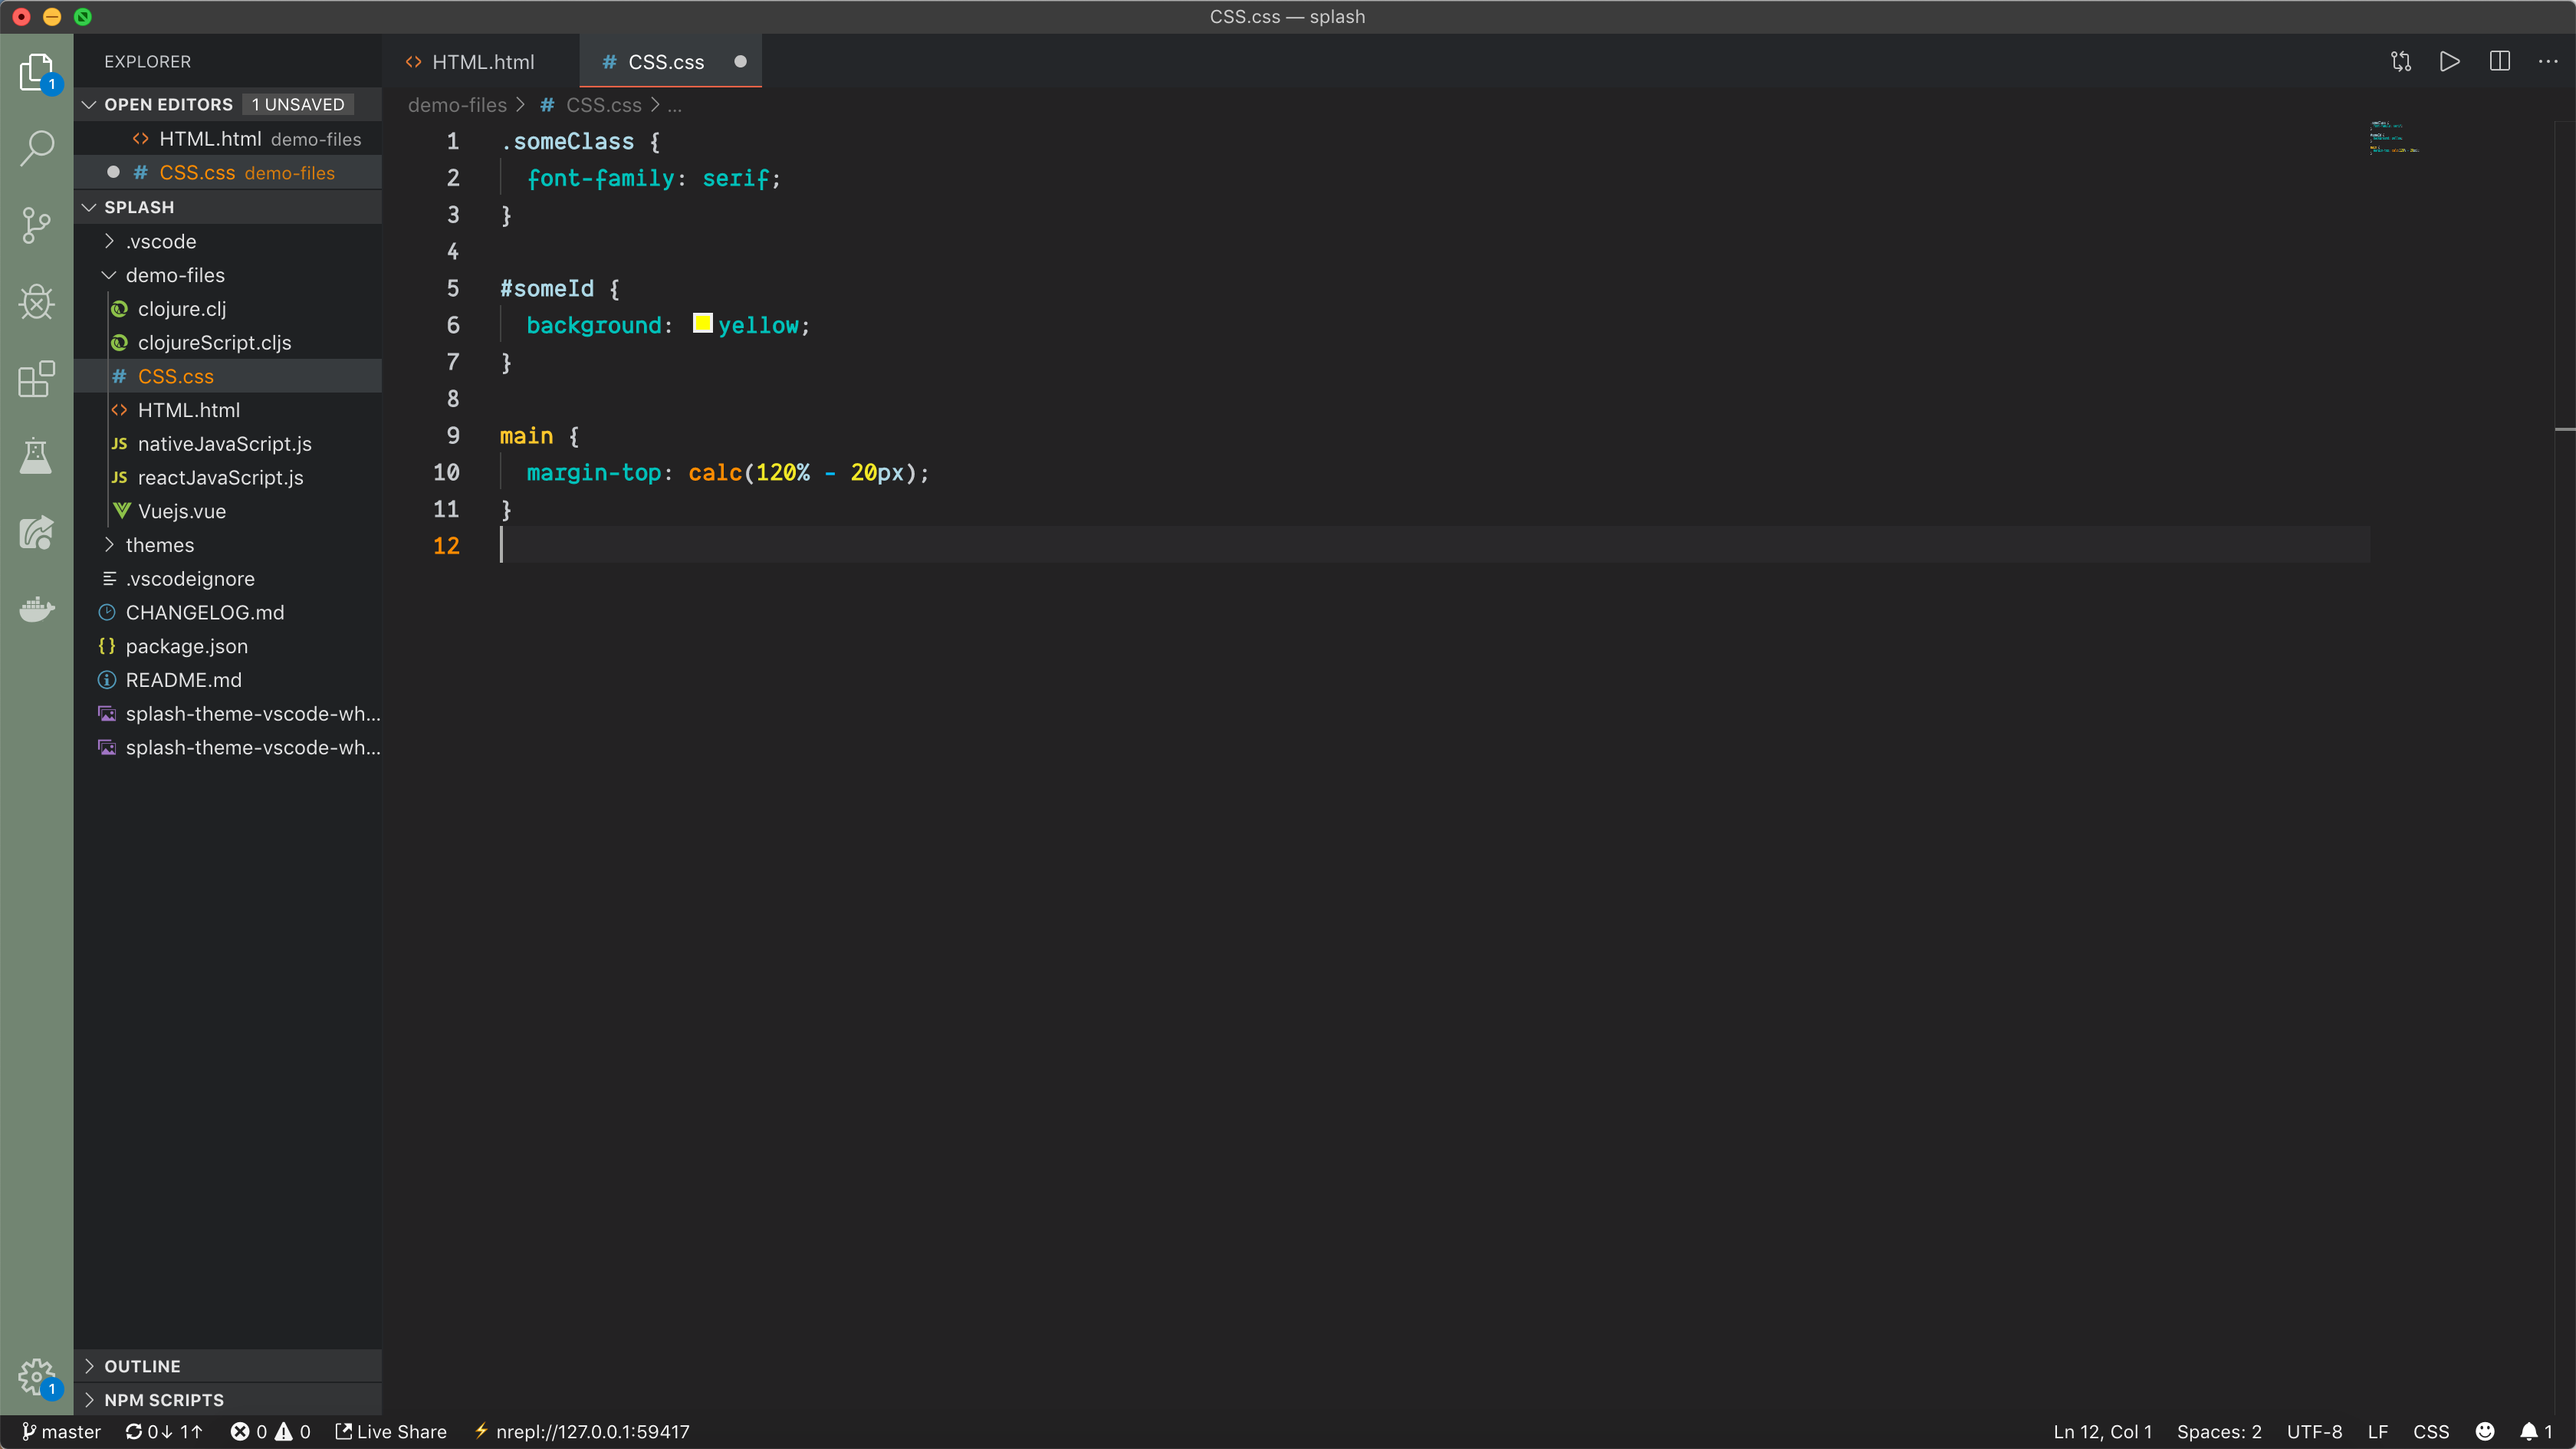 CSS.css — splash
1
EXPLORER
OPEN EDITORS 1 UNSAVED
HTML.html demo-files
CSS.css demo-files
SPLASH
.vscode
demo-files
clojure.clj
clojureScript.cljs
# CSS.css
<> HTML.html
JS nativeJavaScript.js
JS reactJavaScript.js
Vuejs.vue
themes
.vscodeignore
CHANGELOG.md
{} package.json
README.md
splash-theme-vscode-wh...
splash-theme-vscode-wh...
OUTLINE
NPM SCRIPTS
1
<> HTML.html
# CSS.css
demo-files > # CSS.css > ...
1 .someClass {
2 font-family: serif;
3 }
4
5 #someId {
6 background: yellow;
7 }
8
9 main {
10 margin-top: calc(120% - 20px);
11 }
12
master 0↓ 1↑ 0 0 Live Share nrepl://127.0.0.1:59417
Ln 12, Col 1 Spaces: 2 UTF-8 LF CSS 1